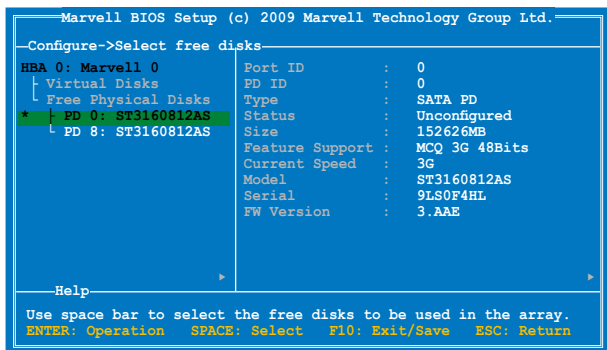 Marvell BIOS Setup (c) 2009 Marvell Technology Group Ltd.
Configure->Select free disks
HBA 0: Marvell 0
Virtual Disks
Free Physical Disks
* PD 0: ST3160812AS
PD 8: ST3160812AS
Port ID : 0
PD ID : 0
Type : SATA PD
Status : Unconfigured
Size : 152626MB
Feature Support : MCQ 3G 48Bits
Current Speed : 3G
Model : ST3160812AS
Serial : 9LS0F4HL
FW Version : 3.AAE
Help
Use space bar to select the free disks to be used in the array.
ENTER: Operation SPACE: Select F10: Exit/Save ESC: Return